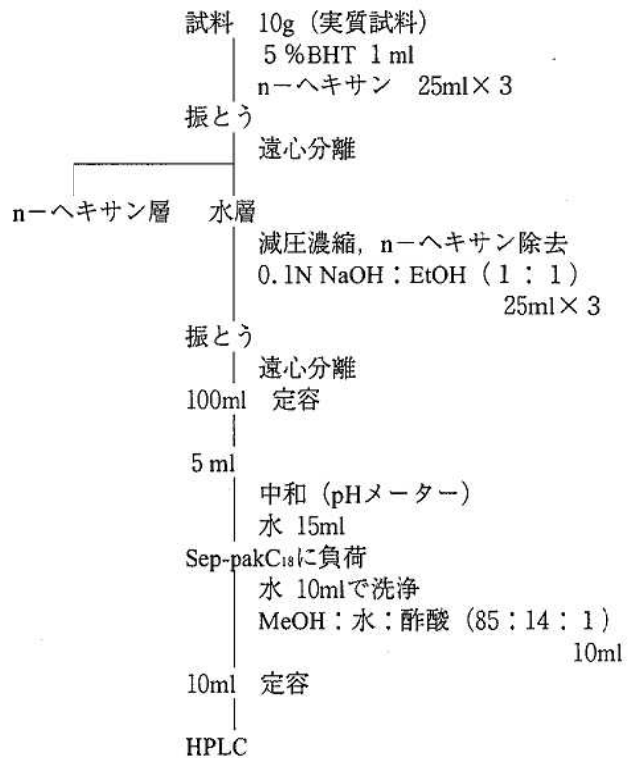 試料 10g (実質試料)
5%BHT 1ml
n-ヘキサン 25ml×3
振とう
遠心分離
n-ヘキサン層 水層
減圧濃縮, n-ヘキサン除去
0.1N NaOH:EtOH (1:1)
25ml×3
振とう
遠心分離
100ml 定容
5ml
中和 (pHメーター)
水 15ml
Sep-pakC₁₈に負荷
水 10mlで洗浄
MeOH:水:酢酸 (85:14:1)
10ml
10ml 定容
HPLC